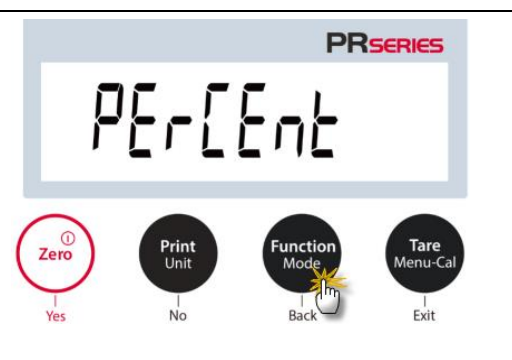 PRSERIES
PErCEnt
Zero Print Unit Function Mode Tare Menu-Cal
Yes No Back Exit